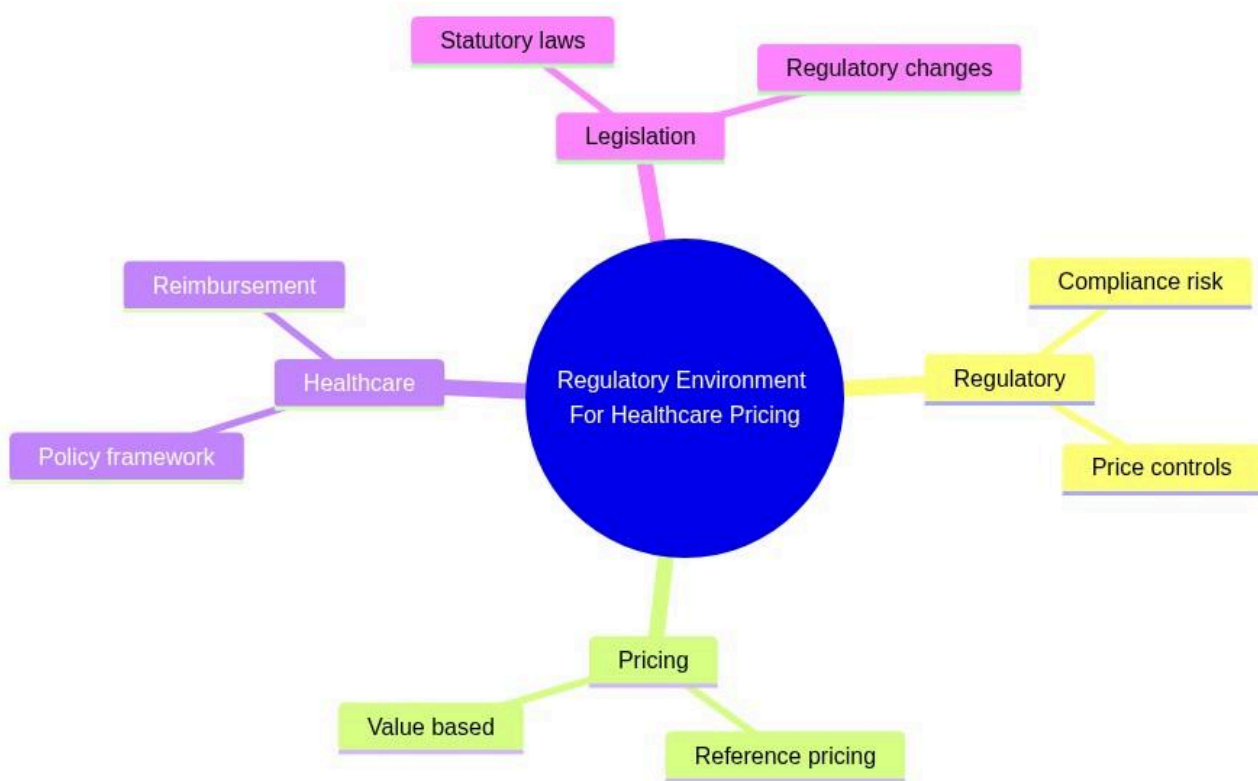 Statutory laws
Regulatory changes
Legislation
Reimbursement
Compliance risk
Healthcare
Regulatory Environment
For Healthcare Pricing
Regulatory
Policy framework
Price controls
Pricing
Value based
Reference pricing